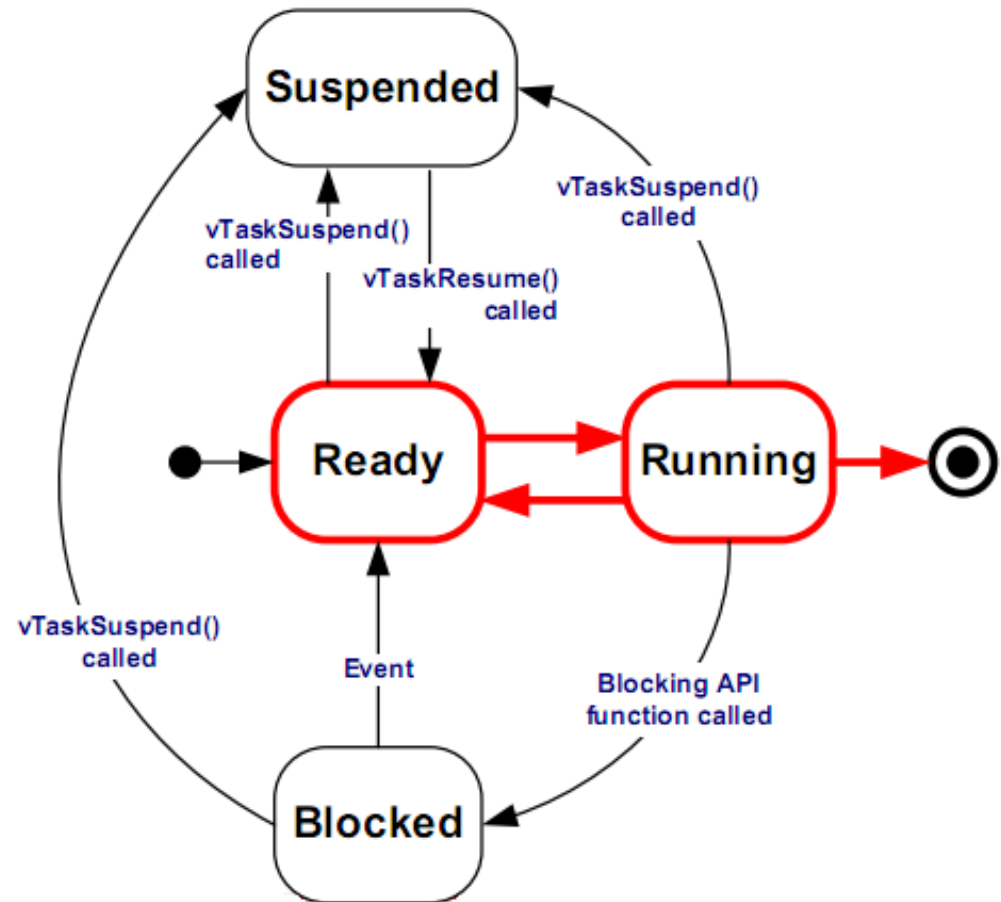 Suspended
vTaskSuspend()
called
vTaskSuspend()
called
vTaskResume()
called
Ready
Running
vTaskSuspend()
called
Event
Blocking API
function called
Blocked